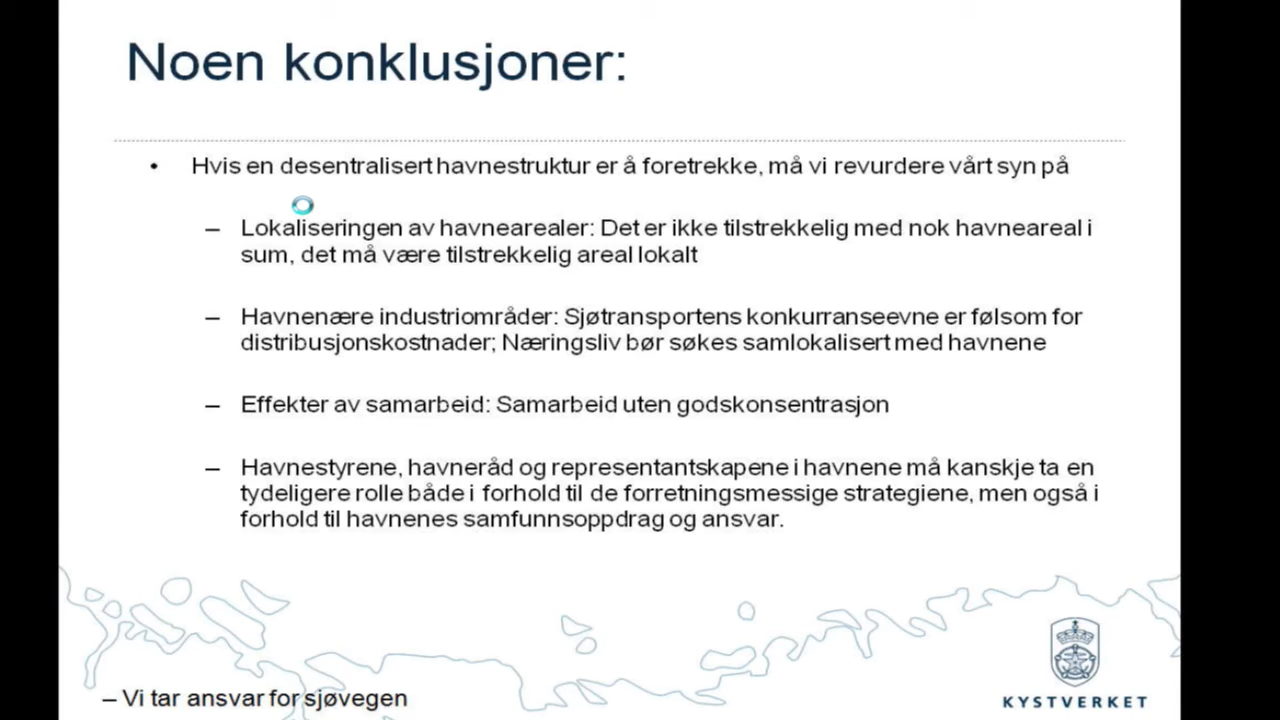 Noen konklusjoner:
• Hvis en desentralisert havnestruktur er å foretrekke, må vi revurdere vårt syn på
– Lokaliseringen av havnearealer: Det er ikke tilstrekkelig med nok havneareal i
sum, det må være tilstrekkelig areal lokalt
– Havnenære industriområder: Sjøtransportens konkurranseevne er følsom for
distribusjonskostnader; Næringsliv bør søkes samlokalisert med havnene
– Effekter av samarbeid: Samarbeid uten godskonsentrasjon
– Havnestyrene, havneråd og representantskapene i havnene må kanskje ta en
tydeligere rolle både i forhold til de forretningsmessige strategiene, men også i
forhold til havnenes samfunnsoppdrag og ansvar.
– Vi tar ansvar for sjøvegen
KYSTVERKET